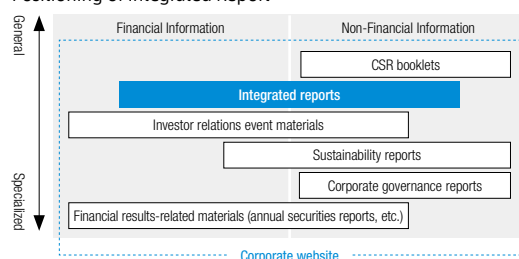 Positioning of Integrated Report
General
Financial Information
Non-Financial Information
CSR booklets
Integrated reports
Investor relations event materials
Sustainability reports
Corporate governance reports
Financial results-related materials (annual securities reports, etc.)
Specialized
Corporate website